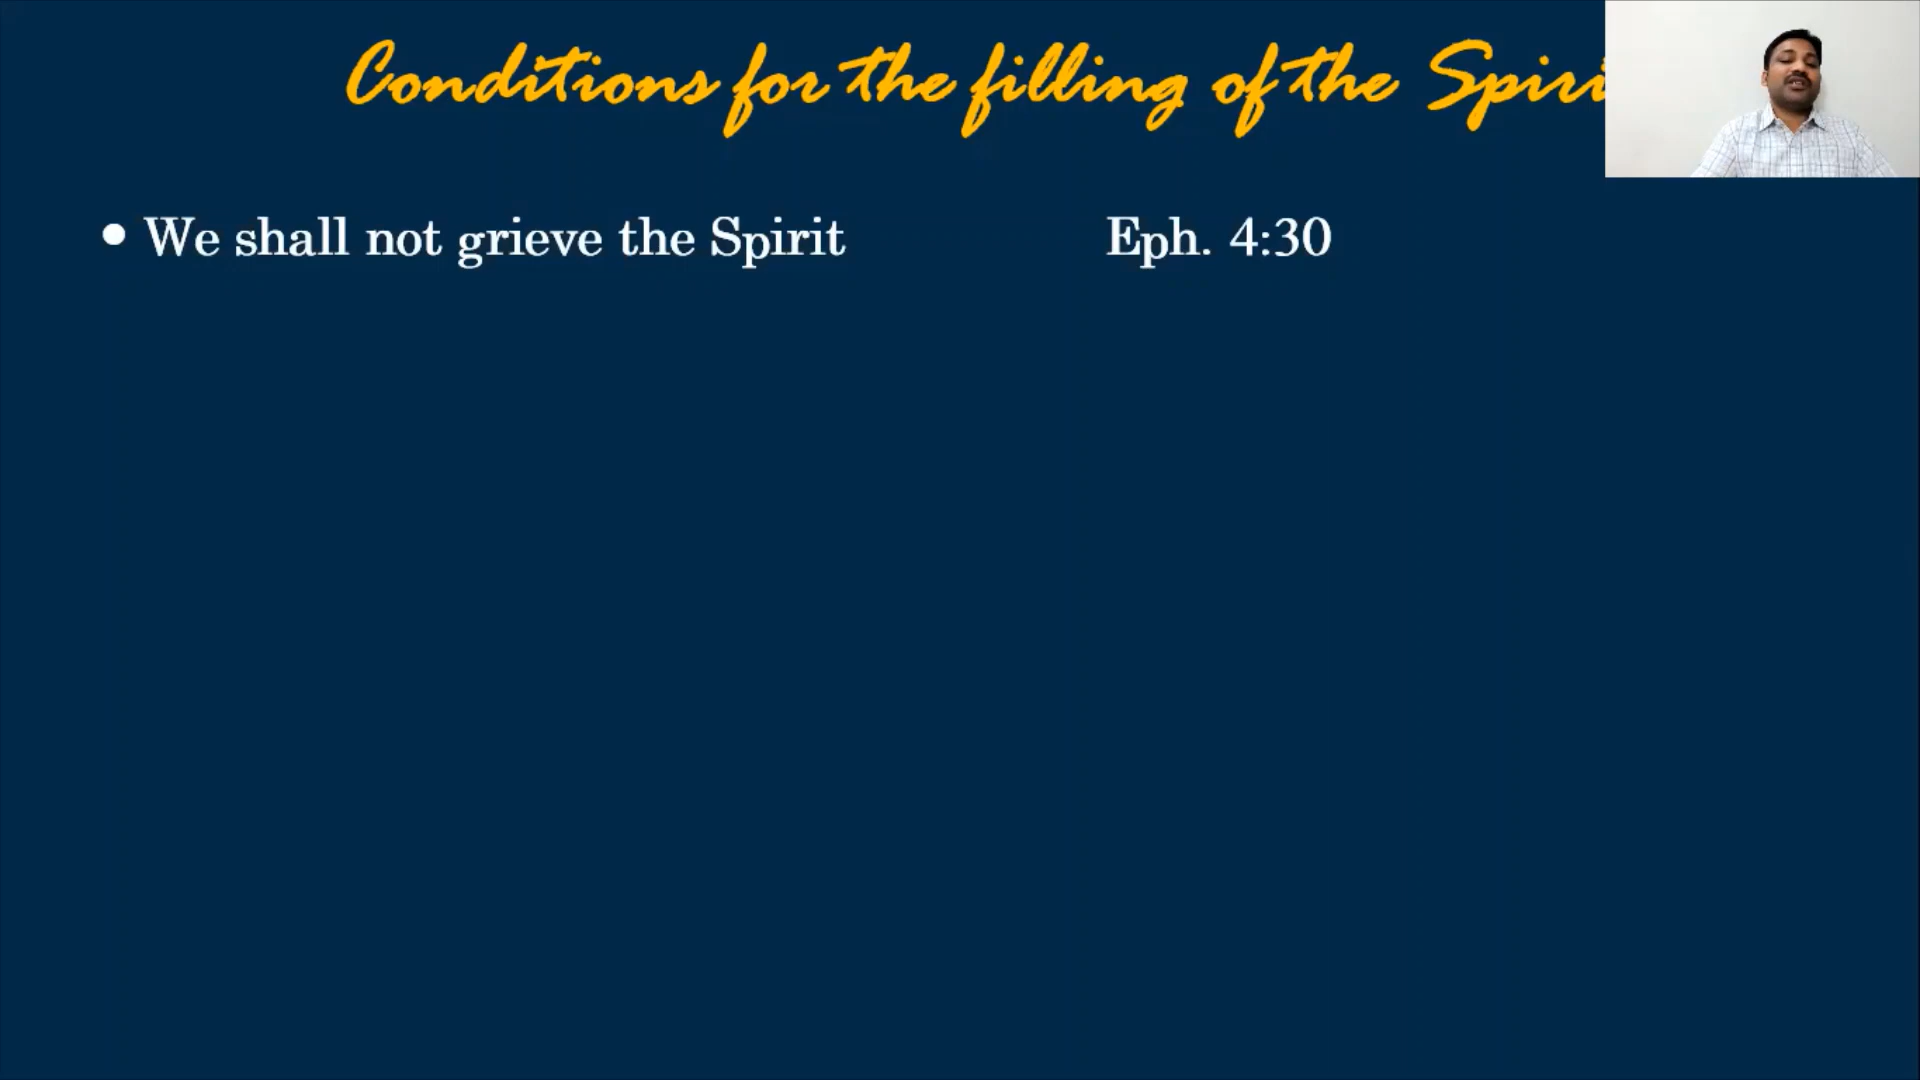 Conditions for the filling of the Spiri
• We shall not grieve the Spirit Eph. 4:30